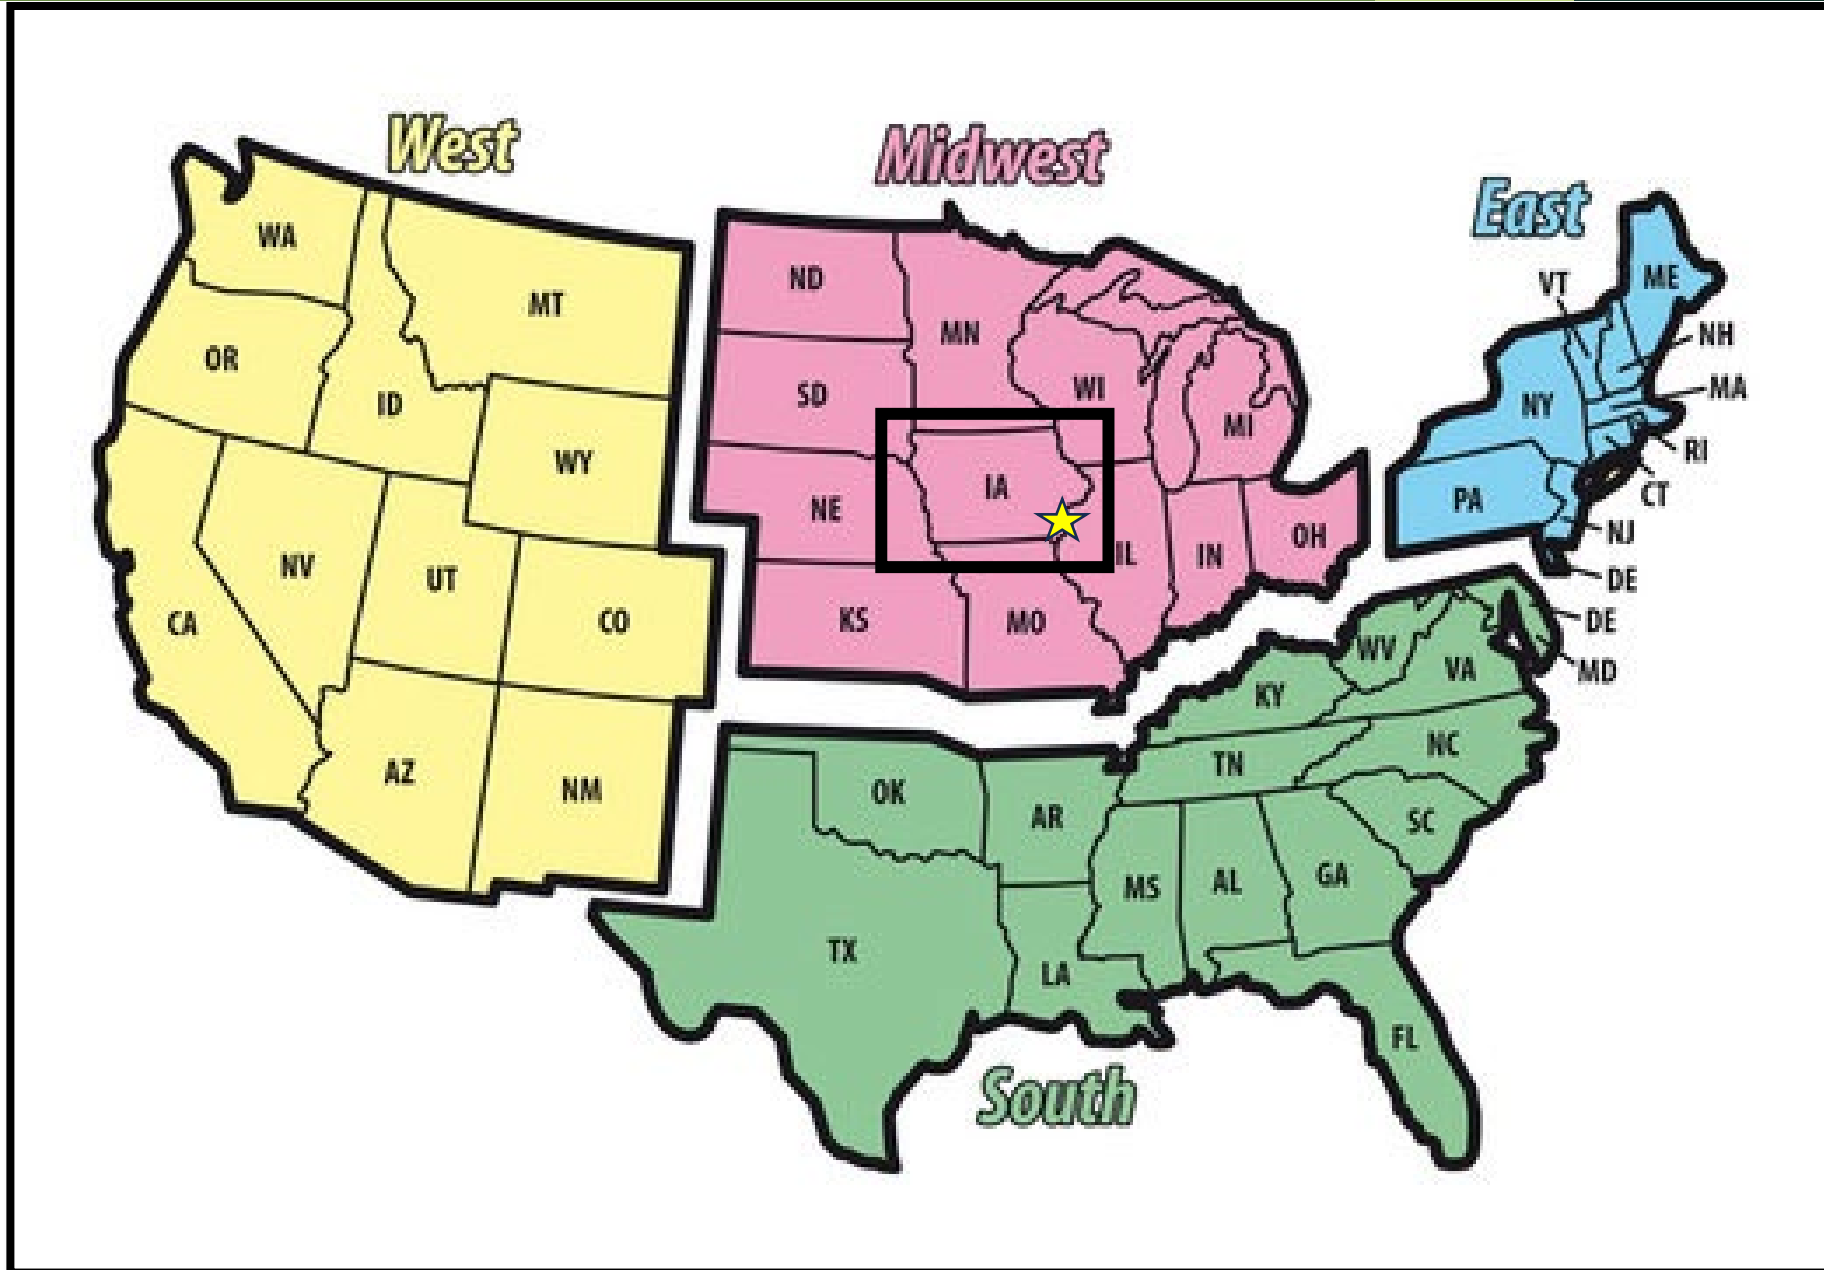 West
WA
OR
ID
MT
WY
NV
UT
CO
CA
AZ
NM
Midwest
ND
MN
SD
WI
MI
NE
IA
IL
IN
OH
KS
MO
East
VT
ME
NH
MA
NY
RI
CT
PA
NJ
DE
DE
MD
WV
VA
KY
TN
NC
OK
AR
SC
MS
AL
GA
TX
LA
FL
South